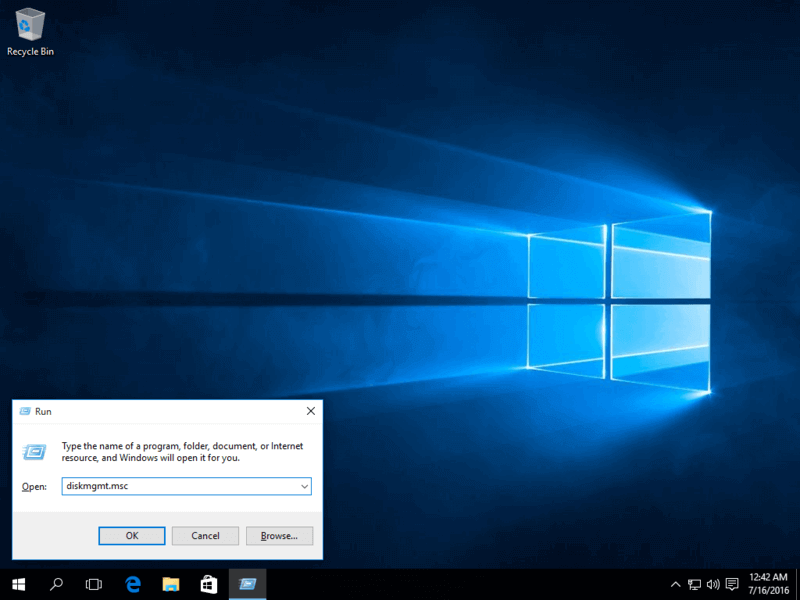 Recycle Bin
Run
Type the name of a program, folder, document, or Internet
resource, and Windows will open it for you.
Open:
diskmgmt.msc
OK
Cancel
Browse...
12:42 AM
7/16/2016